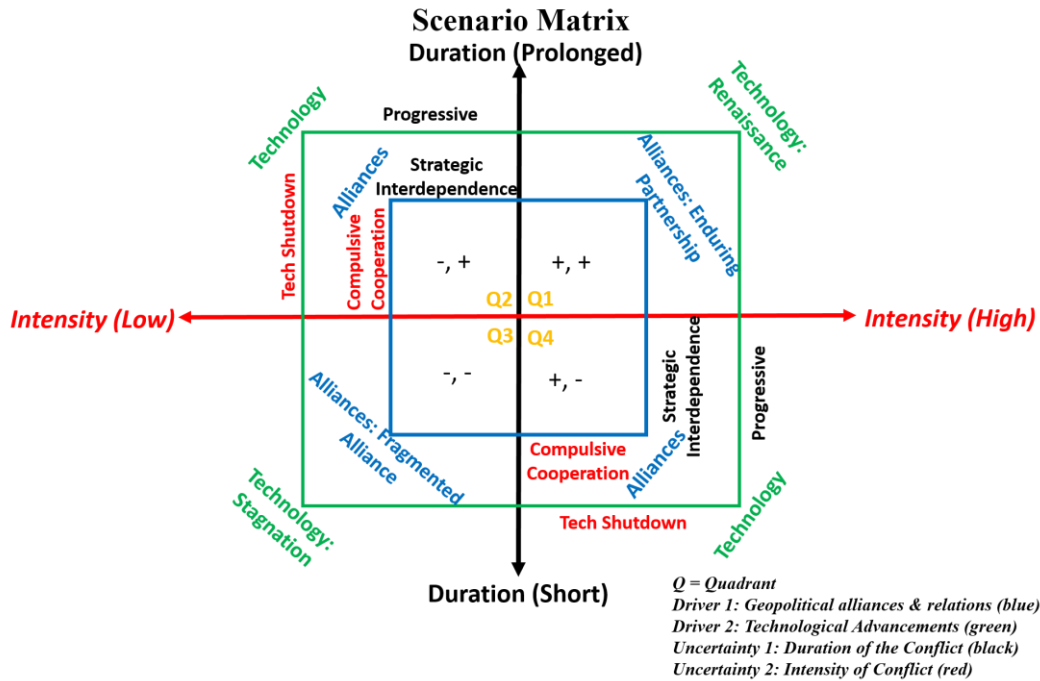 Scenario Matrix
Duration (Prolonged)
Technology
Progressive
Technology:
Renaissance
Alliances
Strategic
Interdependence
Alliances: Enduring
Partnership
Tech Shutdown
Compulsive
Cooperation
-, +
+, +
Q2
Q1
Intensity (Low)
Intensity (High)
Q3
Q4
-, -
+, -
Strategic
Interdependence
Progressive
Alliances: Fragmented
Alliance
Compulsive
Cooperation
Alliances
Technology:
Stagnation
Tech Shutdown
Technology
Duration (Short)
Q = Quadrant
Driver 1: Geopolitical alliances & relations (blue)
Driver 2: Technological Advancements (green)
Uncertainty 1: Duration of the Conflict (black)
Uncertainty 2: Intensity of Conflict (red)